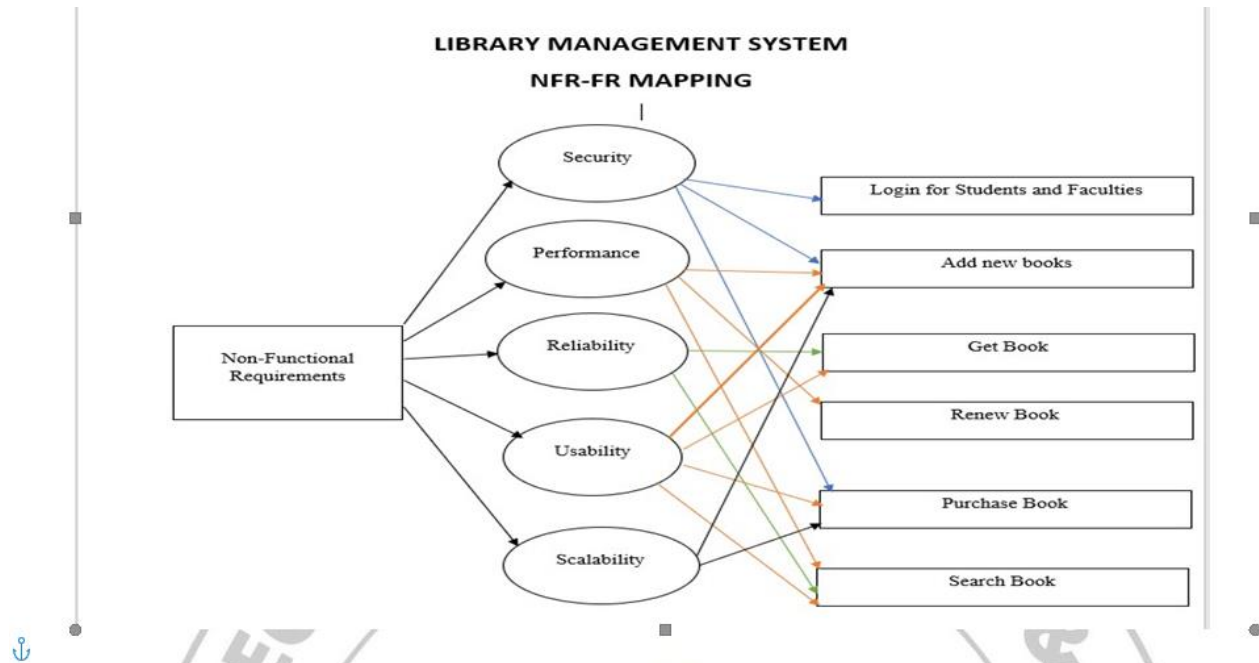 LIBRARY MANAGEMENT SYSTEM
NFR-FR MAPPING
Security
Login for Students and Faculties
Performance
Add new books
Non-Functional
Requirements
Reliability
Get Book
Renew Book
Usability
Purchase Book
Scalability
Search Book